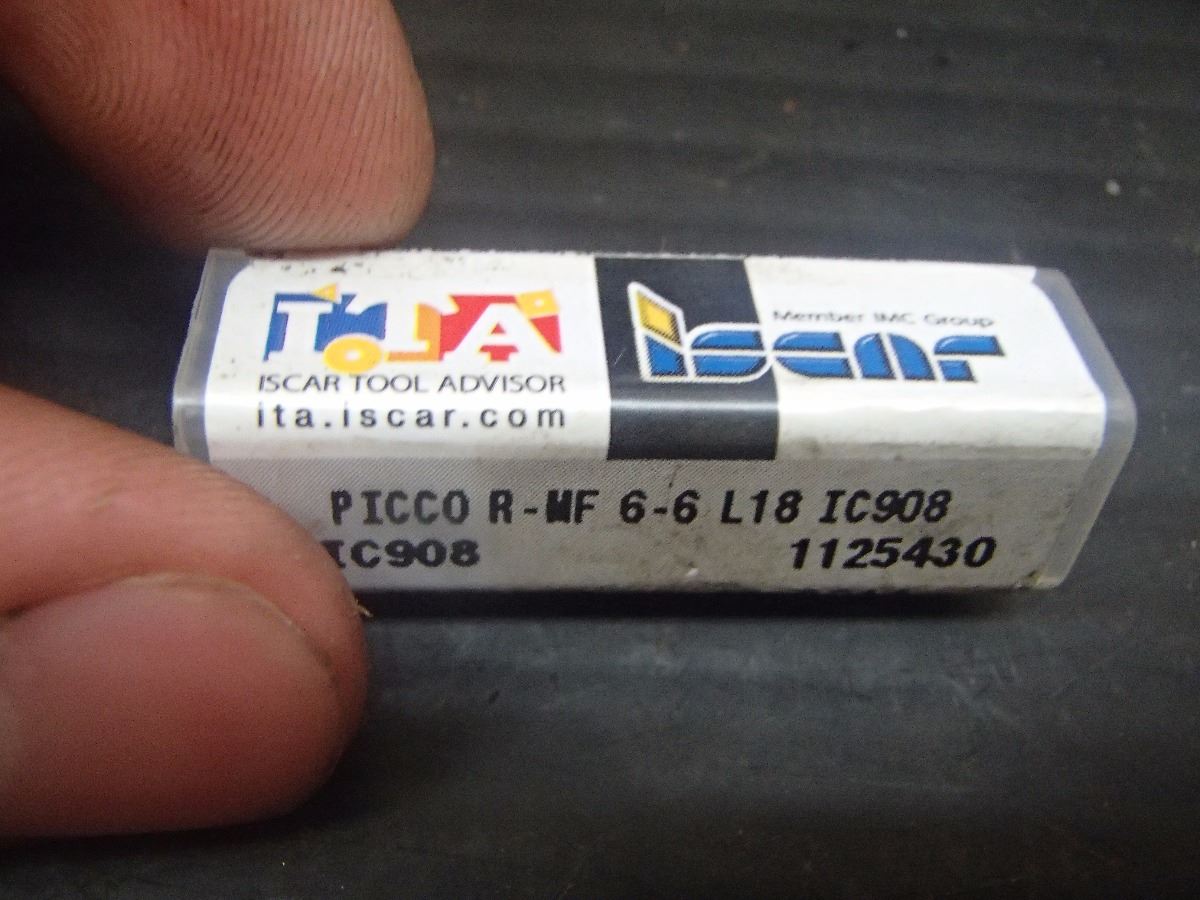 ITA
ISCAR TOOL ADVISOR
ita.iscar.com
Member IMC Group
iscar
PICCO R-MF 6-6 L18 IC908
IC908 1125430